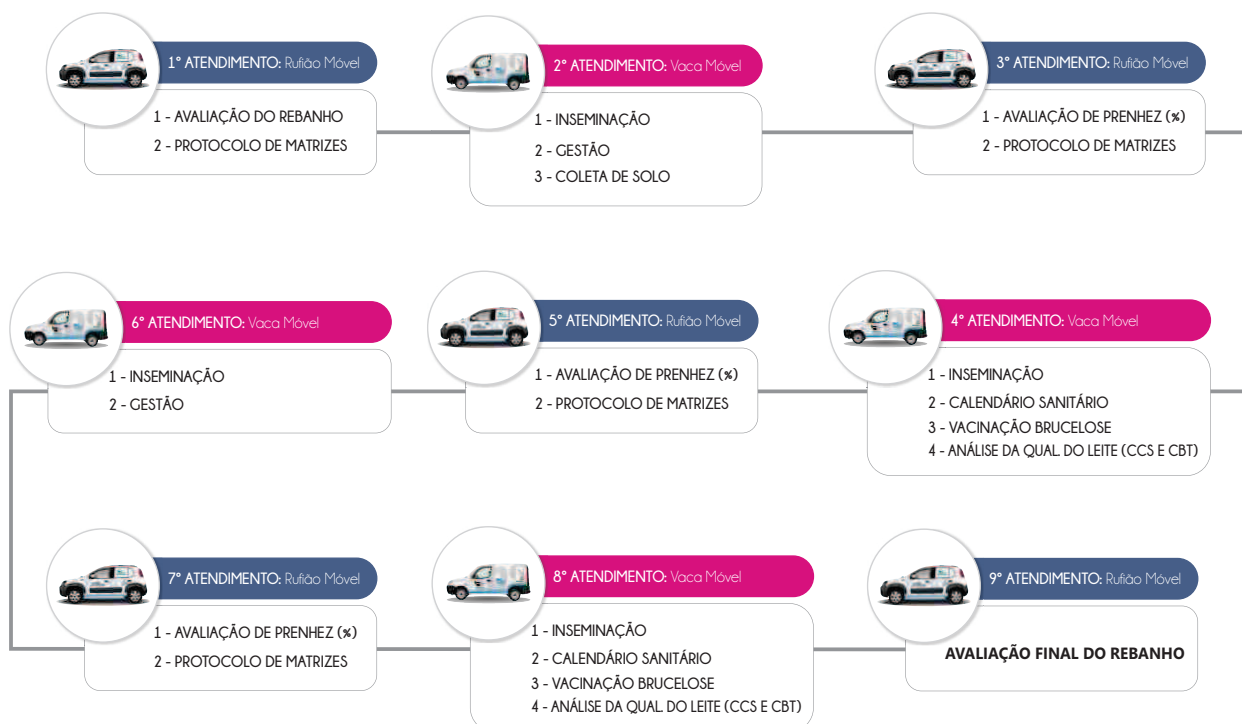 1° ATENDIMENTO: Rufião Móvel
1 - AVALIAÇÃO DO REBANHO
2 - PROTOCOLO DE MATRIZES
2° ATENDIMENTO: Vaca Móvel
1 - INSEMINAÇÃO
2 - GESTÃO
3 - COLETA DE SOLO
3° ATENDIMENTO: Rufião Móvel
1 - AVALIAÇÃO DE PRENHEZ (%)
2 - PROTOCOLO DE MATRIZES
4° ATENDIMENTO: Vaca Móvel
1 - INSEMINAÇÃO
2 - CALENDÁRIO SANITÁRIO
3 - VACINAÇÃO BRUCELOSE
4 - ANÁLISE DA QUAL. DO LEITE (CCS E CBT)
5° ATENDIMENTO: Rufião Móvel
1 - AVALIAÇÃO DE PRENHEZ (%)
2 - PROTOCOLO DE MATRIZES
6° ATENDIMENTO: Vaca Móvel
1 - INSEMINAÇÃO
2 - GESTÃO
7° ATENDIMENTO: Rufião Móvel
1 - AVALIAÇÃO DE PRENHEZ (%)
2 - PROTOCOLO DE MATRIZES
8° ATENDIMENTO: Vaca Móvel
1 - INSEMINAÇÃO
2 - CALENDÁRIO SANITÁRIO
3 - VACINAÇÃO BRUCELOSE
4 - ANÁLISE DA QUAL. DO LEITE (CCS E CBT)
9° ATENDIMENTO: Rufião Móvel
AVALIAÇÃO FINAL DO REBANHO